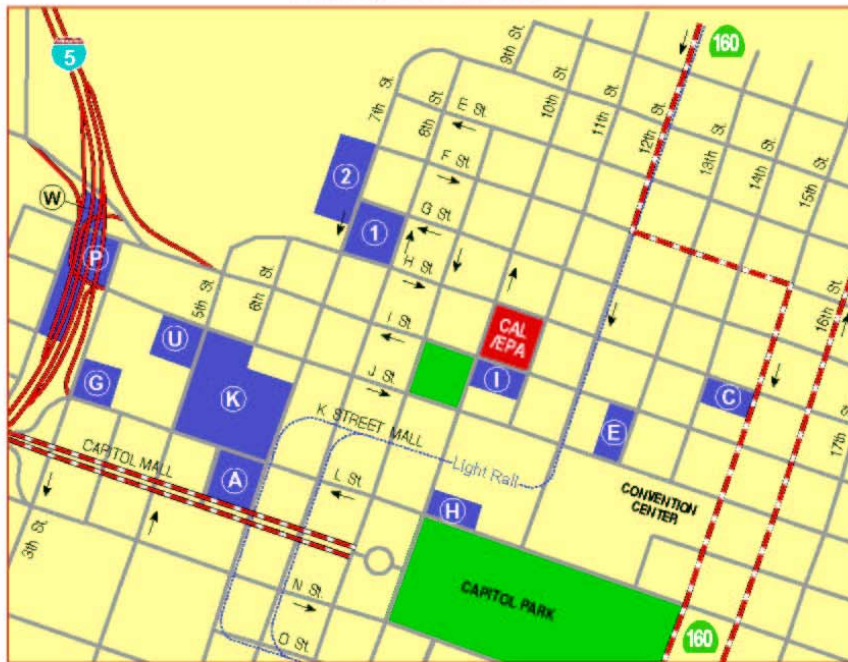 5
160
9th St.
7th St.
8th St.
E St.
10th St.
11th St.
12th St.
13th St.
14th St.
15th St.
F St.
2
W
1
G St.
P
H St.
5th St.
6th St.
I St.
CAL
/EPA
16th St.
U
J St.
I
G
K
C
K STREET MALL
E
17th S
CAPITOL MALL
Light Rail
A
L St.
H
CONVENTION
CENTER
3th St.
N St.
CAPITOL PARK
O St.
160